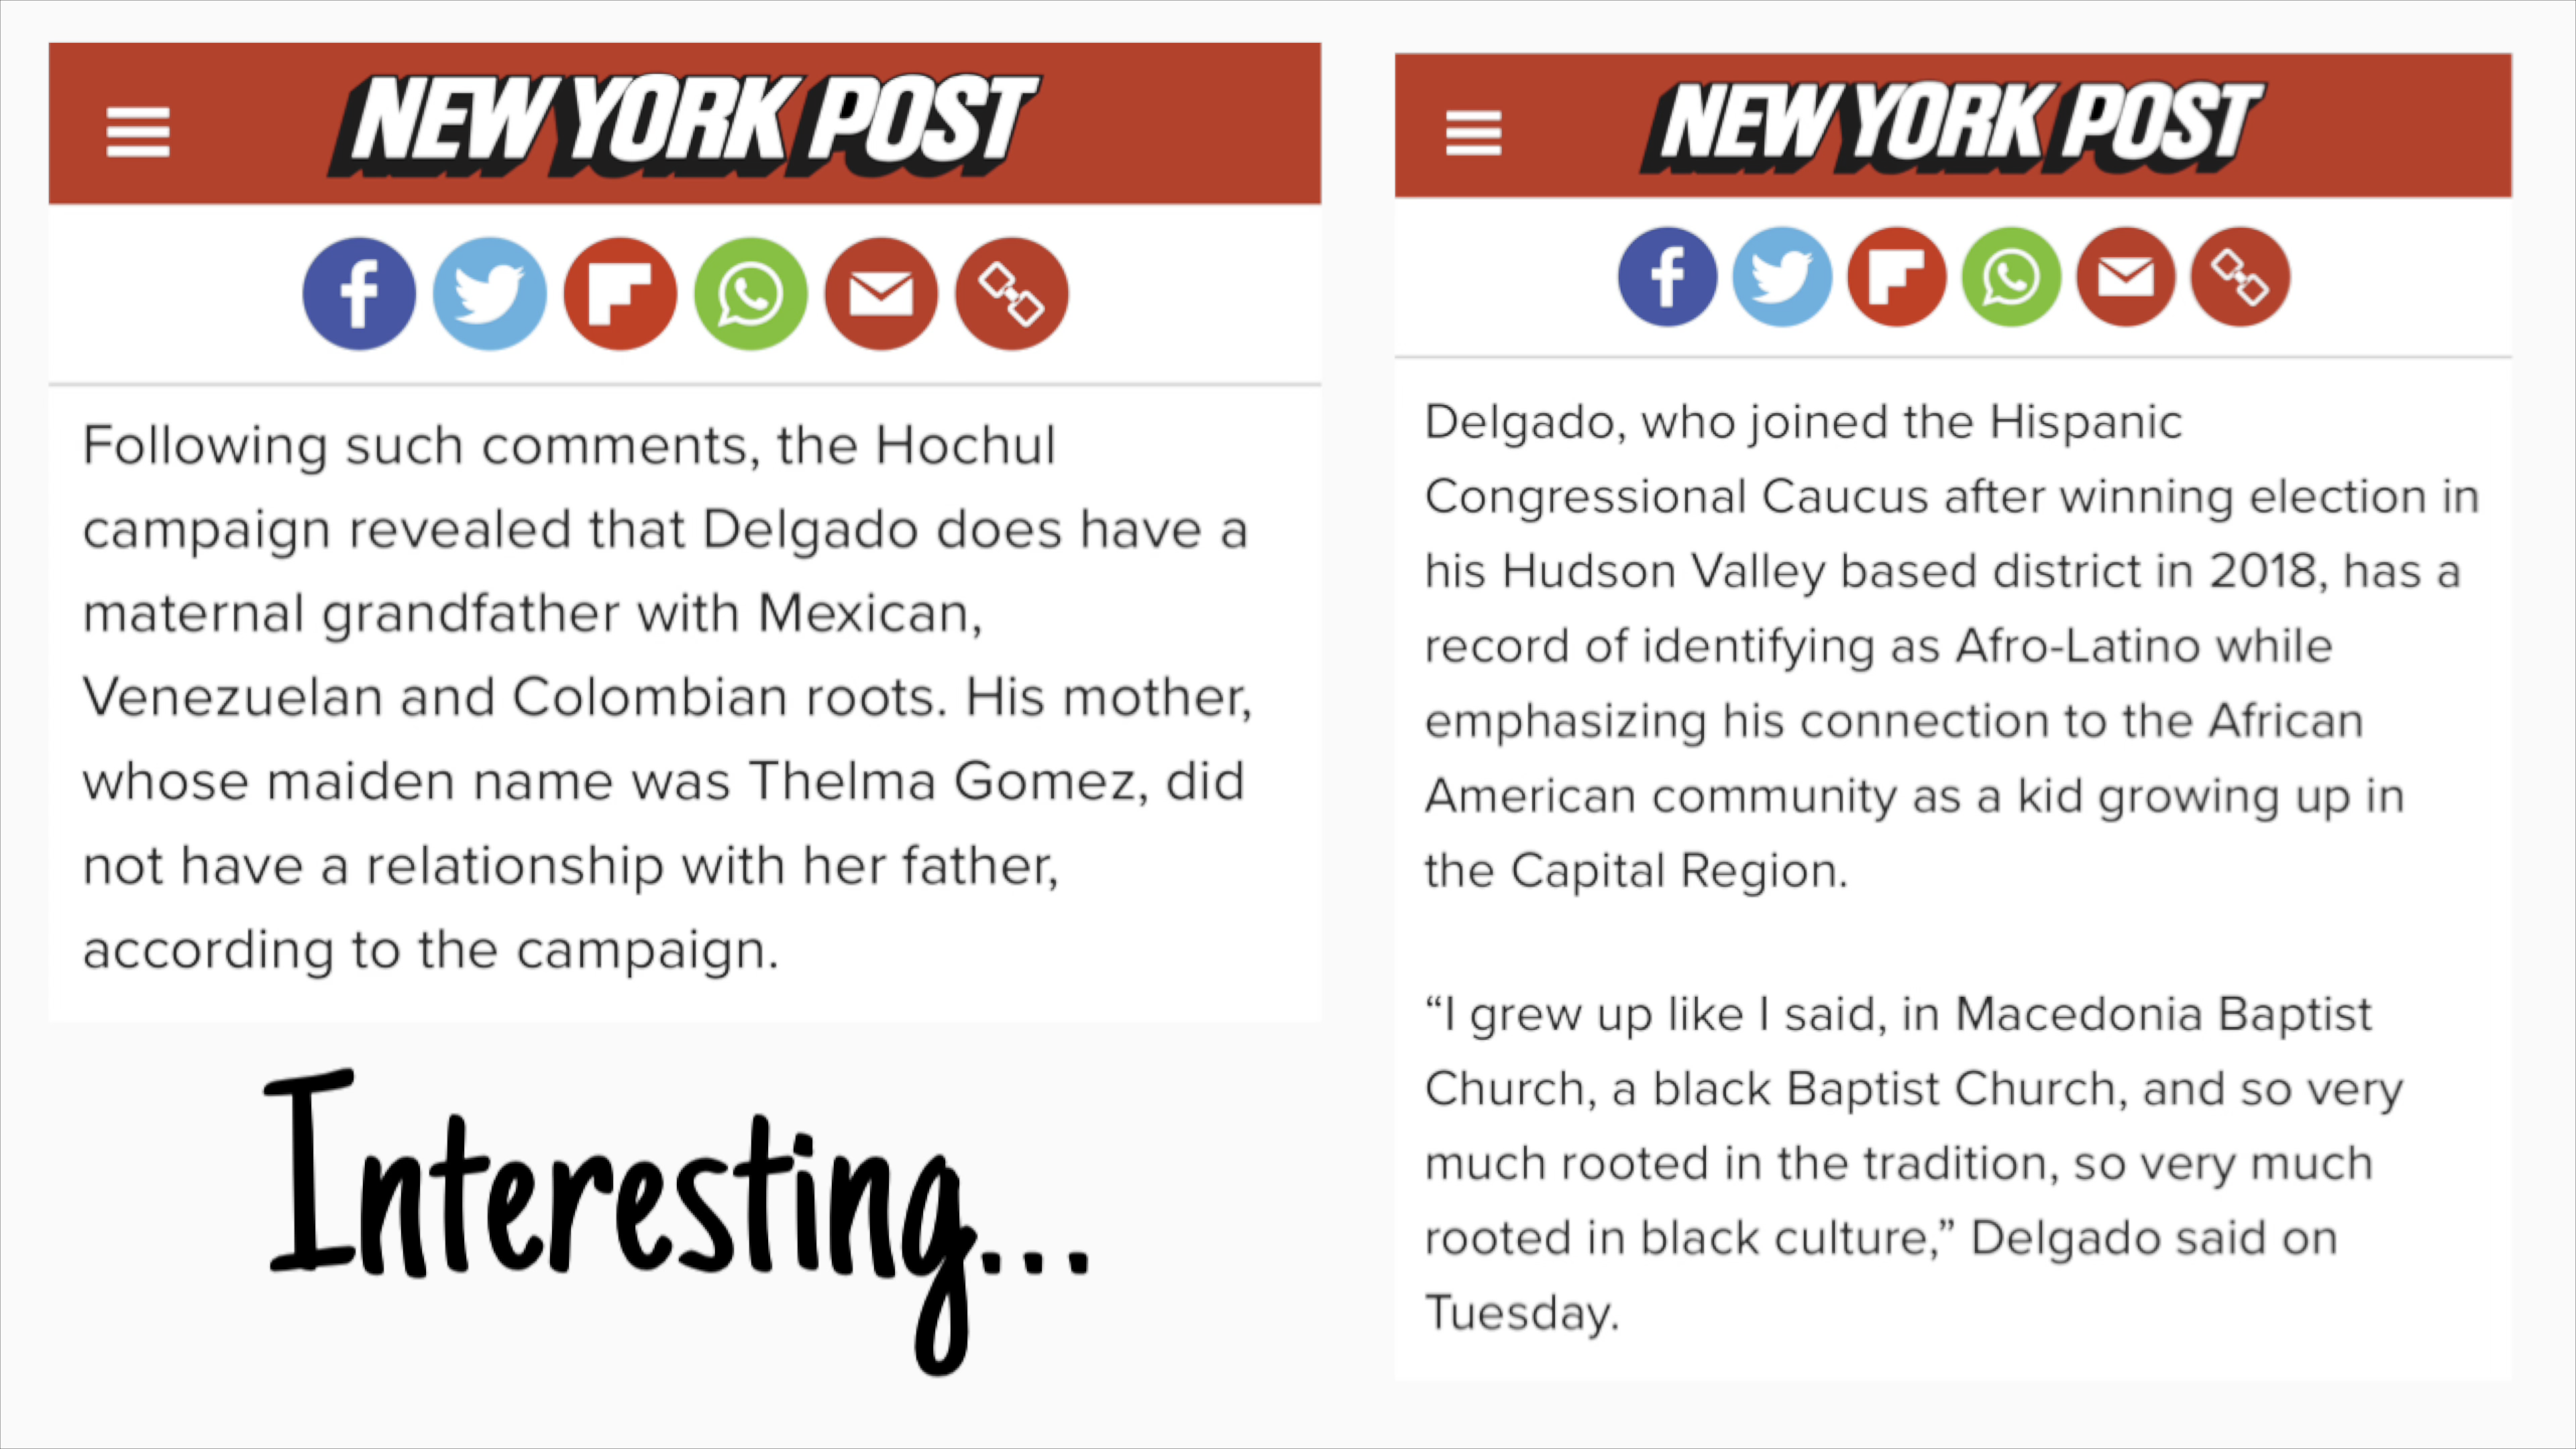 NEW YORK POST
Following such comments, the Hochul
campaign revealed that Delgado does have a
maternal grandfather with Mexican,
Venezuelan and Colombian roots. His mother,
whose maiden name was Thelma Gomez, did
not have a relationship with her father,
according to the campaign.
Interesting...
NEW YORK POST
Delgado, who joined the Hispanic
Congressional Caucus after winning election in
his Hudson Valley based district in 2018, has a
record of identifying as Afro-Latino while
emphasizing his connection to the African
American community as a kid growing up in
the Capital Region.
“I grew up like I said, in Macedonia Baptist
Church, a black Baptist Church, and so very
much rooted in the tradition, so very much
rooted in black culture,” Delgado said on
Tuesday.